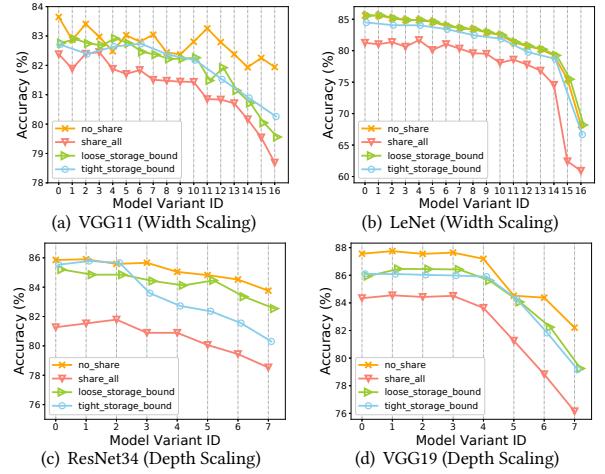 84
83
82
81
80
79
78
Accuracy (%)
no_share
share_all
loose_storage_bound
tight_storage_bound
0 1 2 3 4 5 6 7 8 9 10 11 12 13 14 15 16
Model Variant ID
(a) VGG11 (Width Scaling)
85
80
75
70
65
60
Accuracy (%)
no_share
share_all
loose_storage_bound
tight_storage_bound
0 1 2 3 4 5 6 7 8 9 10 11 12 13 14 15 16
Model Variant ID
(b) LeNet (Width Scaling)
86
84
82
80
78
76
Accuracy (%)
no_share
share_all
loose_storage_bound
tight_storage_bound
0 1 2 3 4 5 6 7
Model Variant ID
(c) ResNet34 (Depth Scaling)
88
86
84
82
80
78
76
Accuracy (%)
no_share
share_all
loose_storage_bound
tight_storage_bound
0 1 2 3 4 5 6 7
Model Variant ID
(d) VGG19 (Depth Scaling)